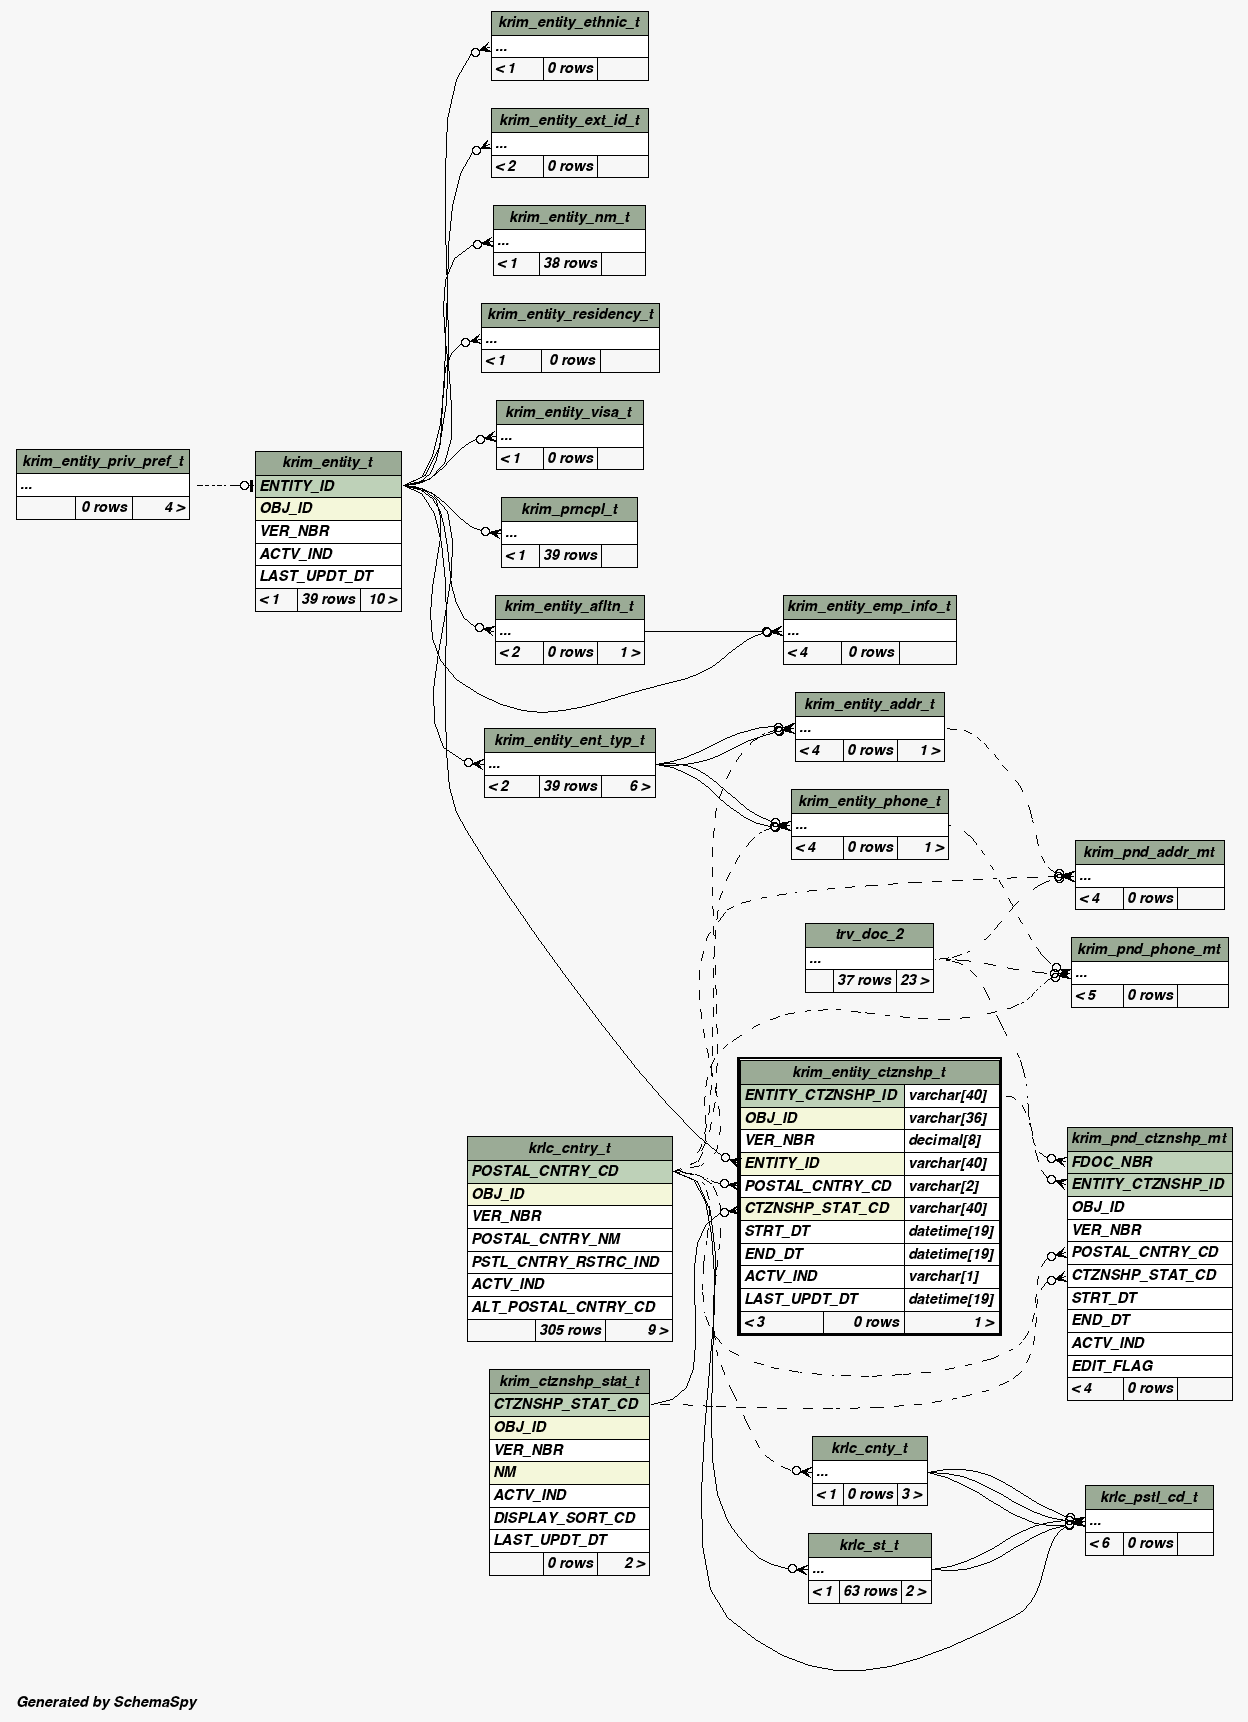 krim_entity_ethnic_t
...
< 1 0 rows
krim_entity_ext_id_t
...
< 2 0 rows
krim_entity_nm_t
...
< 1 38 rows
krim_entity_residency_t
...
< 1 0 rows
krim_entity_visa_t
...
< 1 0 rows
krim_entity_priv_pref_t
...
0 rows 4 >
krim_entity_t
ENTITY_ID
OBJ_ID
VER_NBR
ACTV_IND
LAST_UPDT_DT
< 1 39 rows 10 >
krim_prncpl_t
...
< 1 39 rows
krim_entity_afltn_t
...
< 2 0 rows 1 >
krim_entity_emp_info_t
...
< 4 0 rows
krim_entity_addr_t
...
< 4 0 rows 1 >
krim_entity_ent_typ_t
...
< 2 39 rows 6 >
krim_entity_phone_t
...
< 4 0 rows 1 >
krim_pnd_addr_mt
...
< 4 0 rows
trv_doc_2
...
37 rows 23 >
krim_pnd_phone_mt
...
< 5 0 rows
krim_entity_ctznshp_t
ENTITY_CTZNSHP_ID varchar[40]
OBJ_ID varchar[36]
VER_NBR decimal[8]
ENTITY_ID varchar[40]
POSTAL_CNTRY_CD varchar[2]
CTZNSHP_STAT_CD varchar[40]
STRT_DT datetime[19]
END_DT datetime[19]
ACTV_IND varchar[1]
LAST_UPDT_DT datetime[19]
< 3 0 rows 1 >
krim_pnd_ctznshp_mt
FDOC_NBR
ENTITY_CTZNSHP_ID
OBJ_ID
VER_NBR
POSTAL_CNTRY_CD
CTZNSHP_STAT_CD
STRT_DT
END_DT
ACTV_IND
EDIT_FLAG
< 4 0 rows
krlc_cntry_t
POSTAL_CNTRY_CD
OBJ_ID
VER_NBR
POSTAL_CNTRY_NM
PSTL_CNTRY_RSTRC_IND
ACTV_IND
ALT_POSTAL_CNTRY_CD
305 rows 9 >
krim_ctznshp_stat_t
CTZNSHP_STAT_CD
OBJ_ID
VER_NBR
NM
ACTV_IND
DISPLAY_SORT_CD
LAST_UPDT_DT
0 rows 2 >
krlc_cnty_t
...
< 1 0 rows 3 >
krlc_pstl_cd_t
...
< 6 0 rows
krlc_st_t
...
< 1 63 rows 2 >
Generated by SchemaSpy